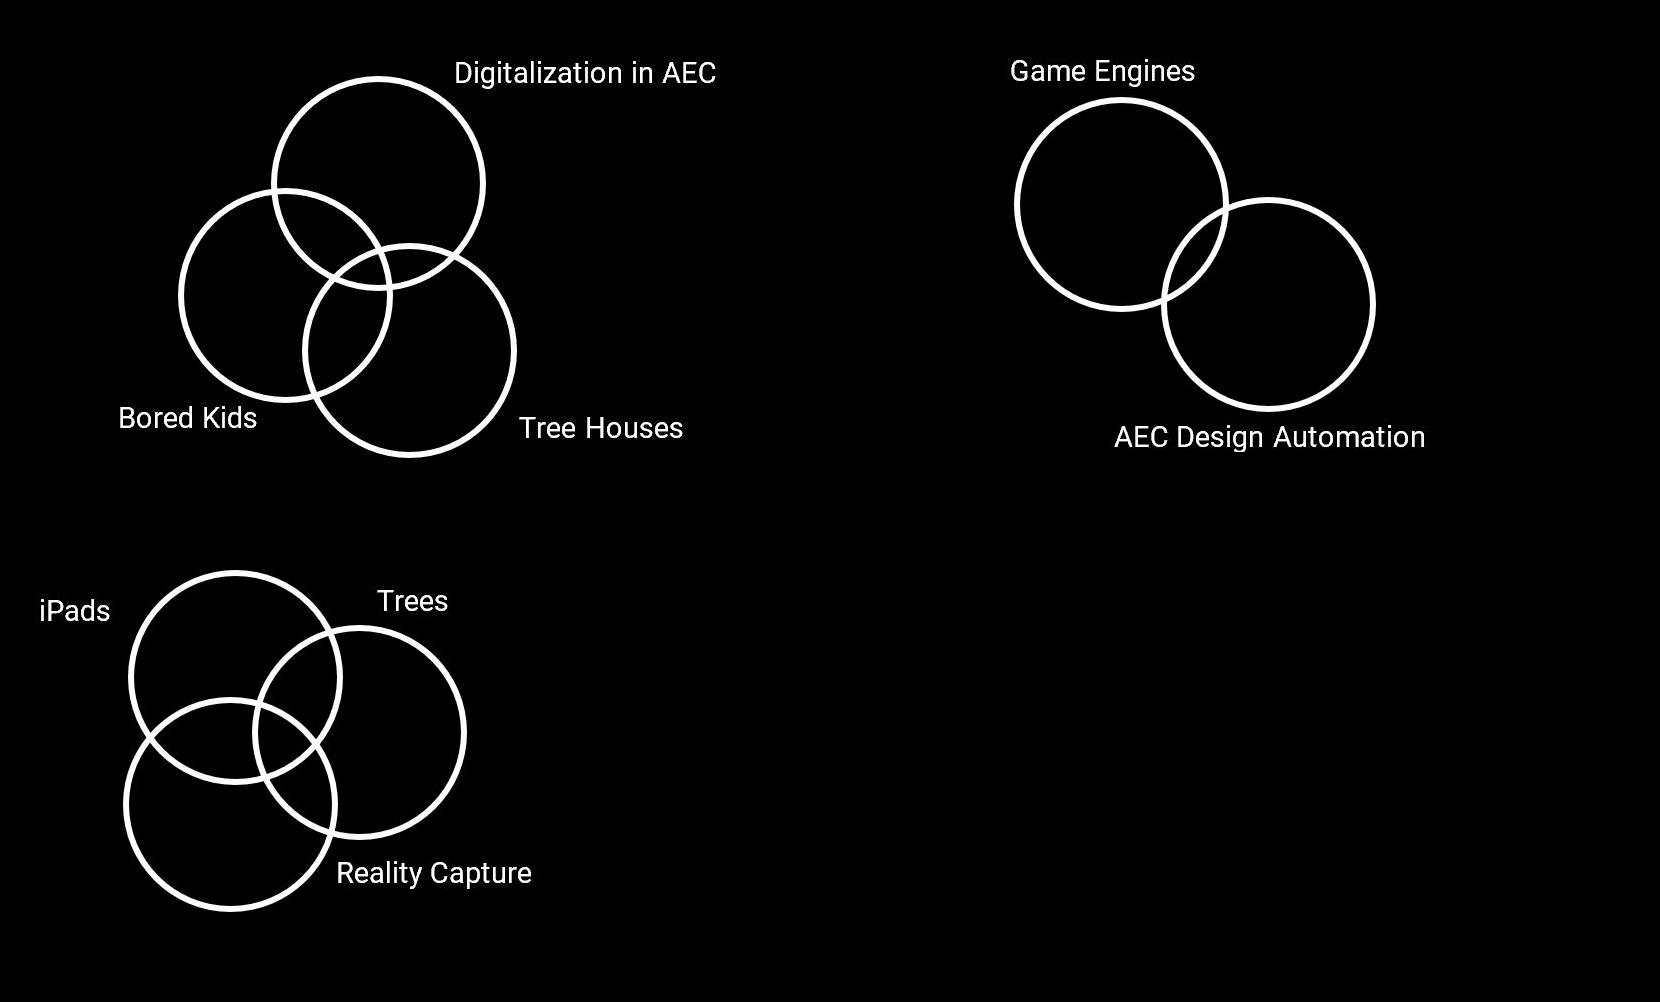 Digitalization in AEC
Bored Kids
Tree Houses
Game Engines
AEC Design Automation
iPads
Trees
Reality Capture